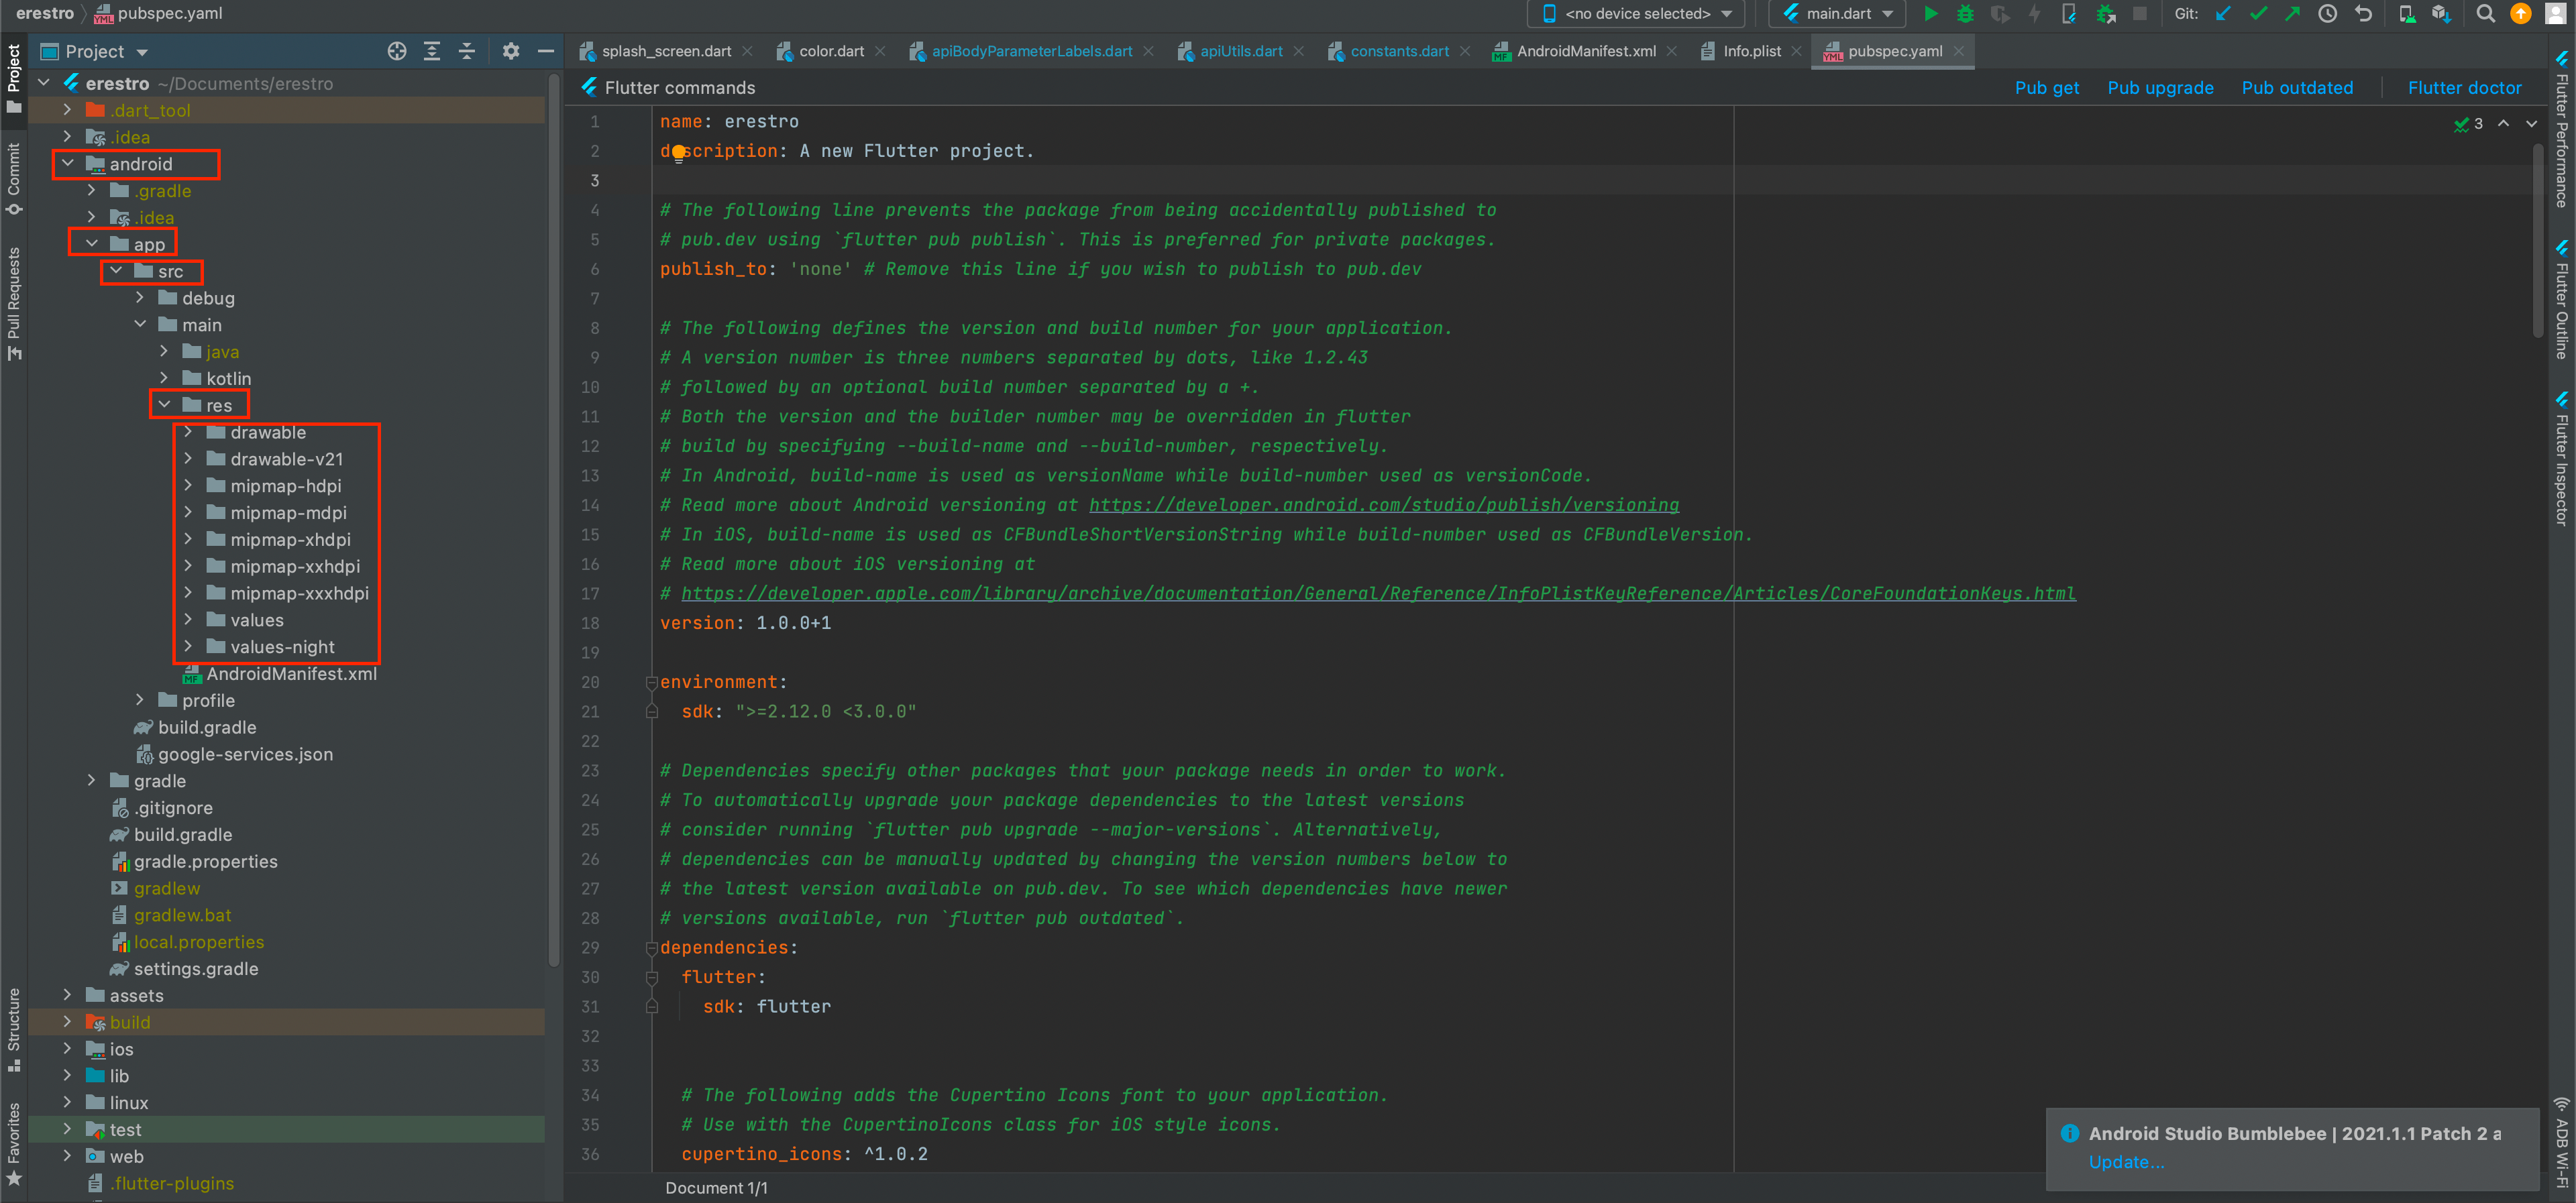 erestro pubspec.yaml
<no device selected> main.dart Git:
Project
splash_screen.dart color.dart apiBodyParameterLabels.dart apiUtils.dart constants.dart AndroidManifest.xml Info.plist pubspec.yaml
Flutter commands
Pub get Pub upgrade Pub outdated Flutter doctor
Project
Commit
Pull Requests
Structure
Favorites
erestro ~/Documents/erestro
.dart_tool
.idea
android
.gradle
.idea
app
src
debug
main
java
kotlin
res
drawable
drawable-v21
mipmap-hdpi
mipmap-mdpi
mipmap-xhdpi
mipmap-xxhdpi
mipmap-xxxhdpi
values
values-night
AndroidManifest.xml
profile
build.gradle
google-services.json
gradle
.gitignore
build.gradle
gradle.properties
gradlew
gradlew.bat
local.properties
settings.gradle
assets
build
ios
lib
linux
test
web
.flutter-plugins
3
1 name: erestro
2 description: A new Flutter project.
3
4 # The following line prevents the package from being accidentally published to
5 # pub.dev using `flutter pub publish`. This is preferred for private packages.
6 publish_to: 'none' # Remove this line if you wish to publish to pub.dev
7
8 # The following defines the version and build number for your application.
9 # A version number is three numbers separated by dots, like 1.2.43
10 # followed by an optional build number separated by a +.
11 # Both the version and the builder number may be overridden in flutter
12 # build by specifying --build-name and --build-number, respectively.
13 # In Android, build-name is used as versionName while build-number used as versionCode.
14 # Read more about Android versioning at https://developer.android.com/studio/publish/versioning
15 # In iOS, build-name is used as CFBundleShortVersionString while build-number used as CFBundleVersion.
16 # Read more about iOS versioning at
17 # https://developer.apple.com/library/archive/documentation/General/Reference/InfoPlistKeyReference/Articles/CoreFoundationKeys.html
18 version: 1.0.0+1
19
20 environment:
21 sdk: ">=2.12.0 <3.0.0"
22
23 # Dependencies specify other packages that your package needs in order to work.
24 # To automatically upgrade your package dependencies to the latest versions
25 # consider running `flutter pub upgrade --major-versions`. Alternatively,
26 # dependencies can be manually updated by changing the version numbers below to
27 # the latest version available on pub.dev. To see which dependencies have newer
28 # versions available, run `flutter pub outdated`.
29 dependencies:
30 flutter:
31 sdk: flutter
32
33
34 # The following adds the Cupertino Icons font to your application.
35 # Use with the CupertinoIcons class for iOS style icons.
36 cupertino_icons: ^1.0.2
Document 1/1
Flutter Performance
Flutter Outline
Flutter Inspector
ADB Wi-Fi
Android Studio Bumblebee | 2021.1.1 Patch 2 a
Update...